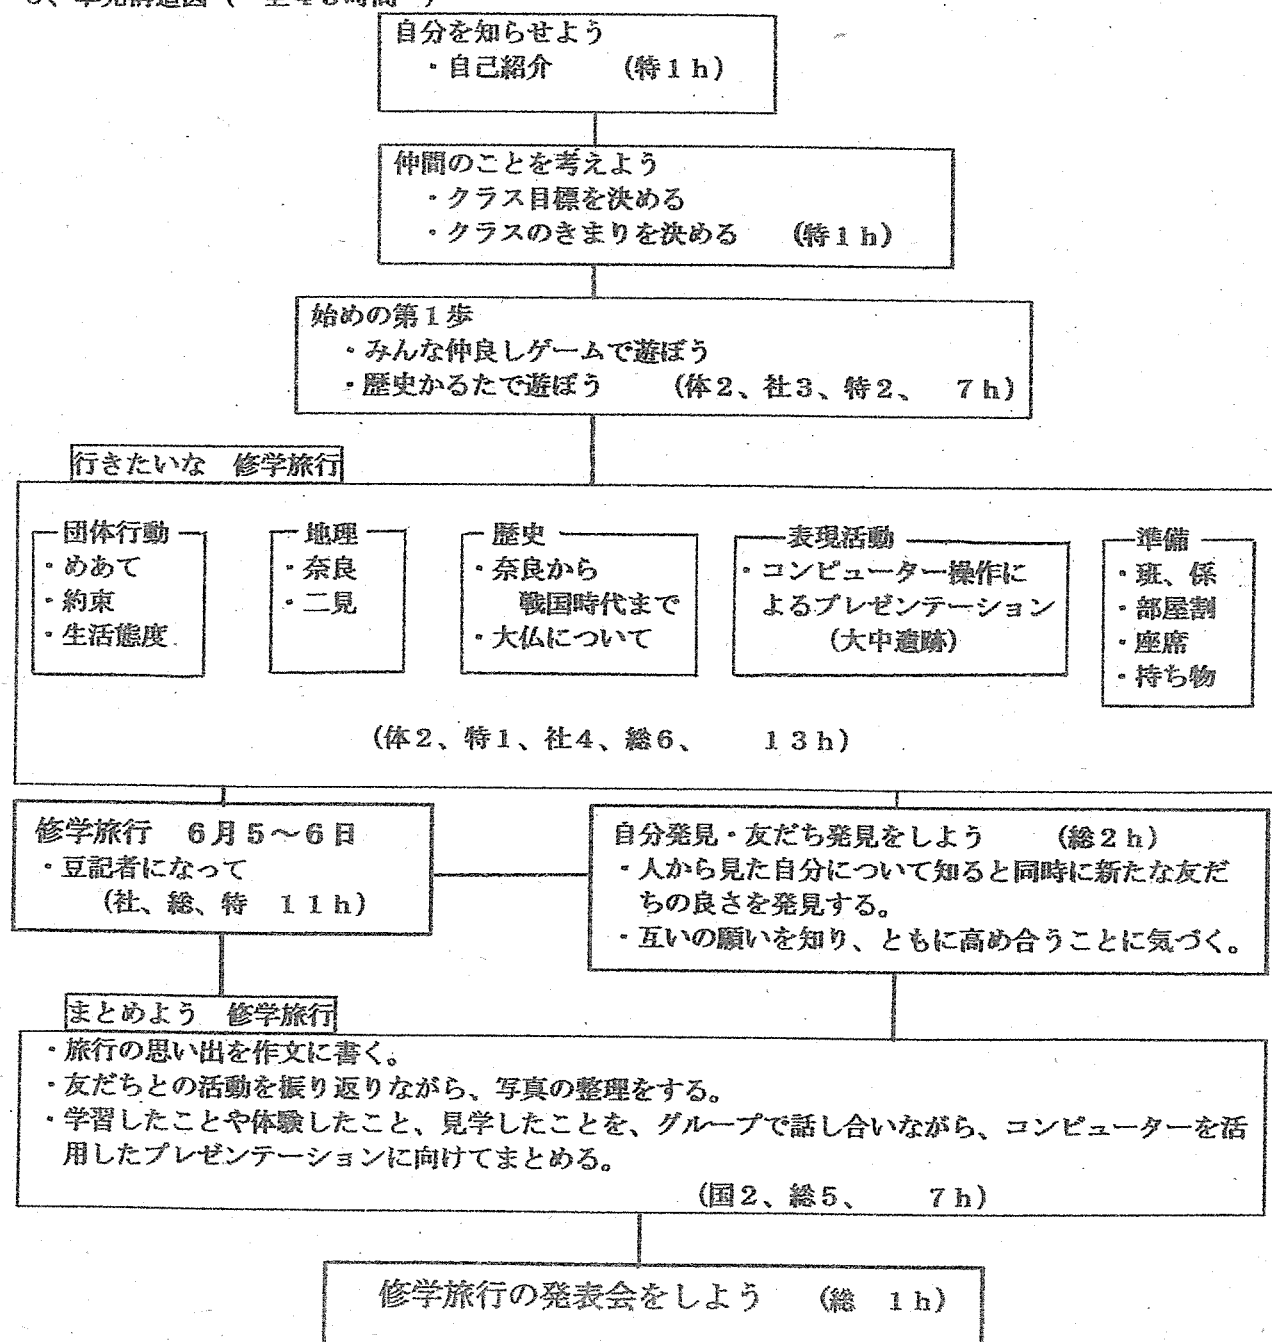 自分を知らせよう
・自己紹介　　（特1h）
仲間のことを考えよう
・クラス目標を決める
・クラスのきまりを決める　　（特1h）
始めの第1歩
・みんな仲良しゲームで遊ぼう
・歴史かるたで遊ぼう　　（体2、社3、特2、　7h）
行きたいな　修学旅行
団体行動
・めあて
・約束
・生活態度
地理
・奈良
・二見
歴史
・奈良から
戦国時代まで
・大仏について
表現活動
・コンピューター操作に
よるプレゼンテーション
（大中遺跡）
準備
・班、係
・部屋割
・座席
・持ち物
（体2、特1、社4、総6、　　13h）
修学旅行　6月5～6日
・豆記者になって
（社、総、特　11h）
自分発見・友だち発見をしよう　　（総2h）
・人から見た自分について知ると同時に新たな友だ
ちの良さを発見する。
・互いの願いを知り、ともに高め合うことに気づく。
まとめよう　修学旅行
・旅行の思い出を作文に書く。
・友だちとの活動を振り返りながら、写真の整理をする。
・学習したことや体験したこと、見学したことを、グループで話し合いながら、コンピューターを活
用したプレゼンテーションに向けてまとめる。
（国2、総5、　　7h）
修学旅行の発表会をしよう　　（総　1h）